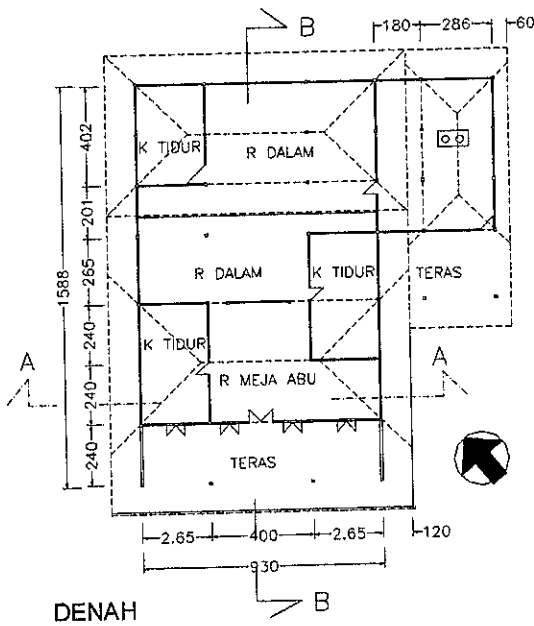 B
180 286 60
402
K TIDUR
R DALAM
201
265
R DALAM
K TIDUR
TERAS
1588
240
K TIDUR
A
R MEJA ABU
A
240
240
TERAS
2.65 400 2.65
120
930
B
DENAH